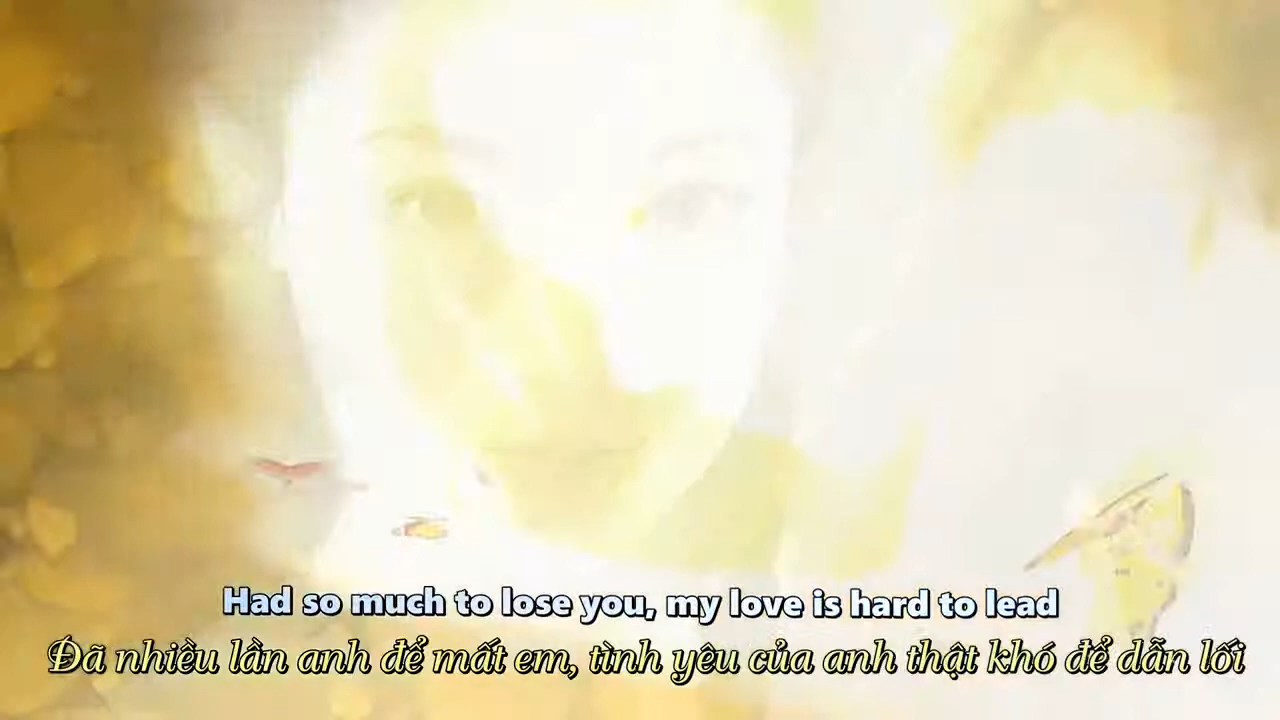 Had so much to lose you, my love is hard to lead
Đã nhiều lần anh để mất em, tình yêu của anh thật khó để dẫn lối